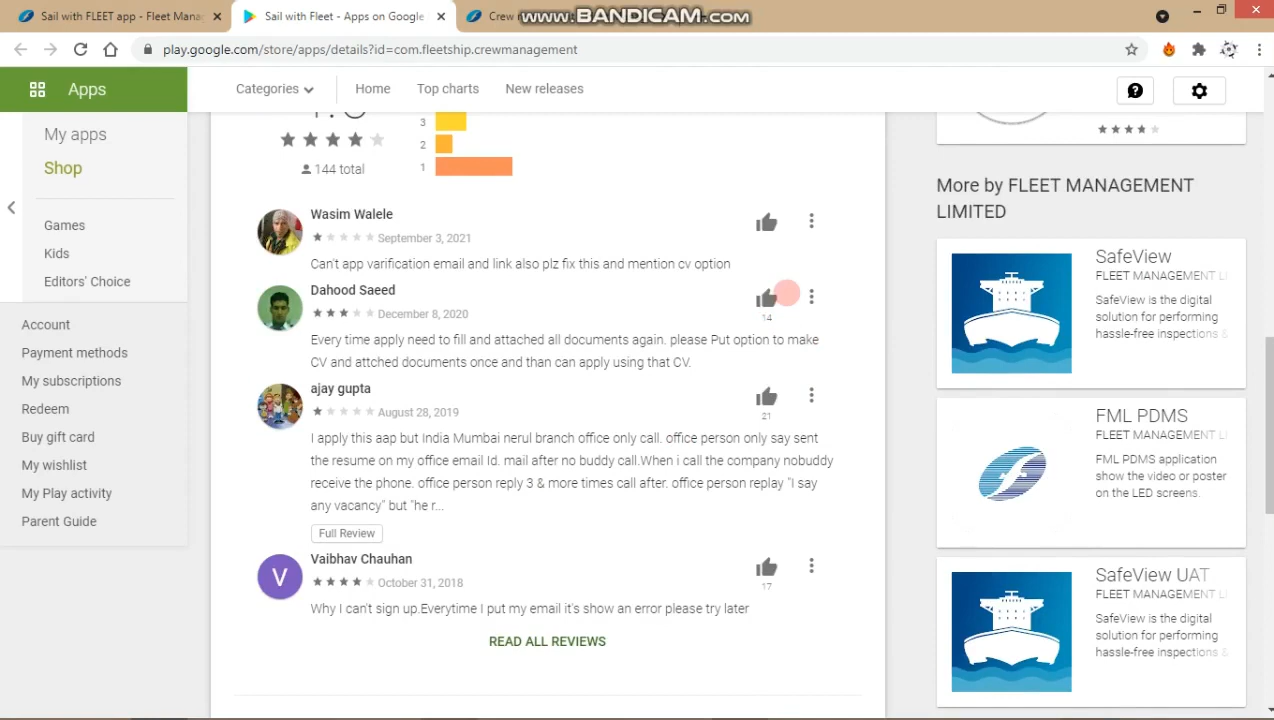 Sail with FLEET app - Fleet Mana
Sail with Fleet - Apps on Google
Crew
www.BANDICAM.com
play.google.com/store/apps/details?id=com.fleetship.crewmanagement
Apps
Categories
Home
Top charts
New releases
My apps
Shop
Games
Kids
Editors' Choice
Account
Payment methods
My subscriptions
Redeem
Buy gift card
My wishlist
My Play activity
Parent Guide
3
2
1
144 total
Wasim Walele
September 3, 2021
Can't app varification email and link also plz fix this and mention cv option
Dahood Saeed
December 8, 2020
14
Every time apply need to fill and attached all documents again. please Put option to make
CV and attched documents once and than can apply using that CV.
ajay gupta
August 28, 2019
21
I apply this aap but India Mumbai nerul branch office only call. office person only say sent
the resume on my office email Id. mail after no buddy call.When i call the company nobuddy
receive the phone. office person reply 3 & more times call after. office person replay "I say
any vacancy" but "he r...
Full Review
V
Vaibhav Chauhan
October 31, 2018
17
Why I can't sign up.Everytime I put my email it's show an error please try later
READ ALL REVIEWS
More by FLEET MANAGEMENT
LIMITED
SafeView
FLEET MANAGEMENT LI
SafeView is the digital
solution for performing
hassle-free inspections &
FML PDMS
FLEET MANAGEMENT LI
FML PDMS application
show the video or poster
on the LED screens.
SafeView UAT
FLEET MANAGEMENT LI
SafeView is the digital
solution for performing
hassle-free inspections &